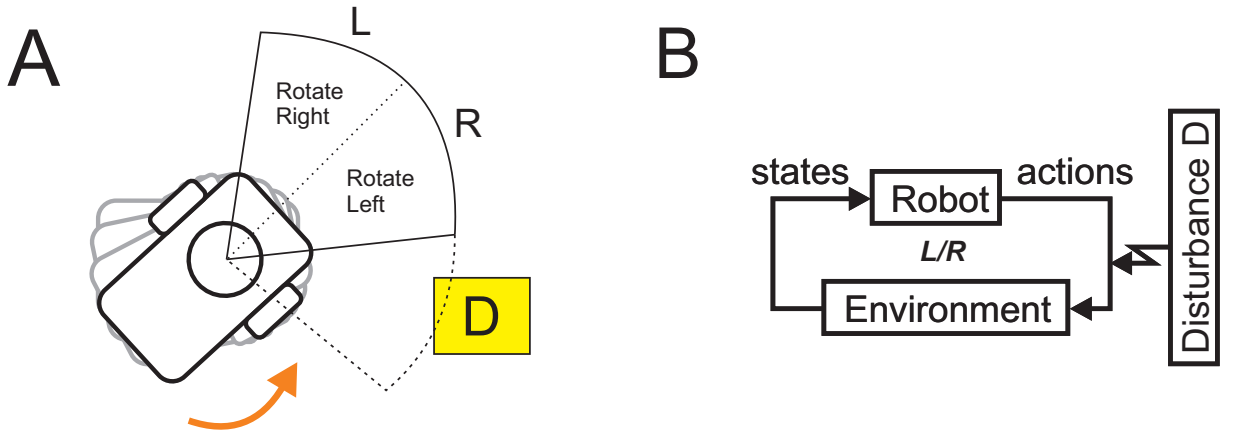 A
L
Rotate
Right
R
Rotate
Left
D
B
states
Robot
actions
L/R
Environment
Disturbance D